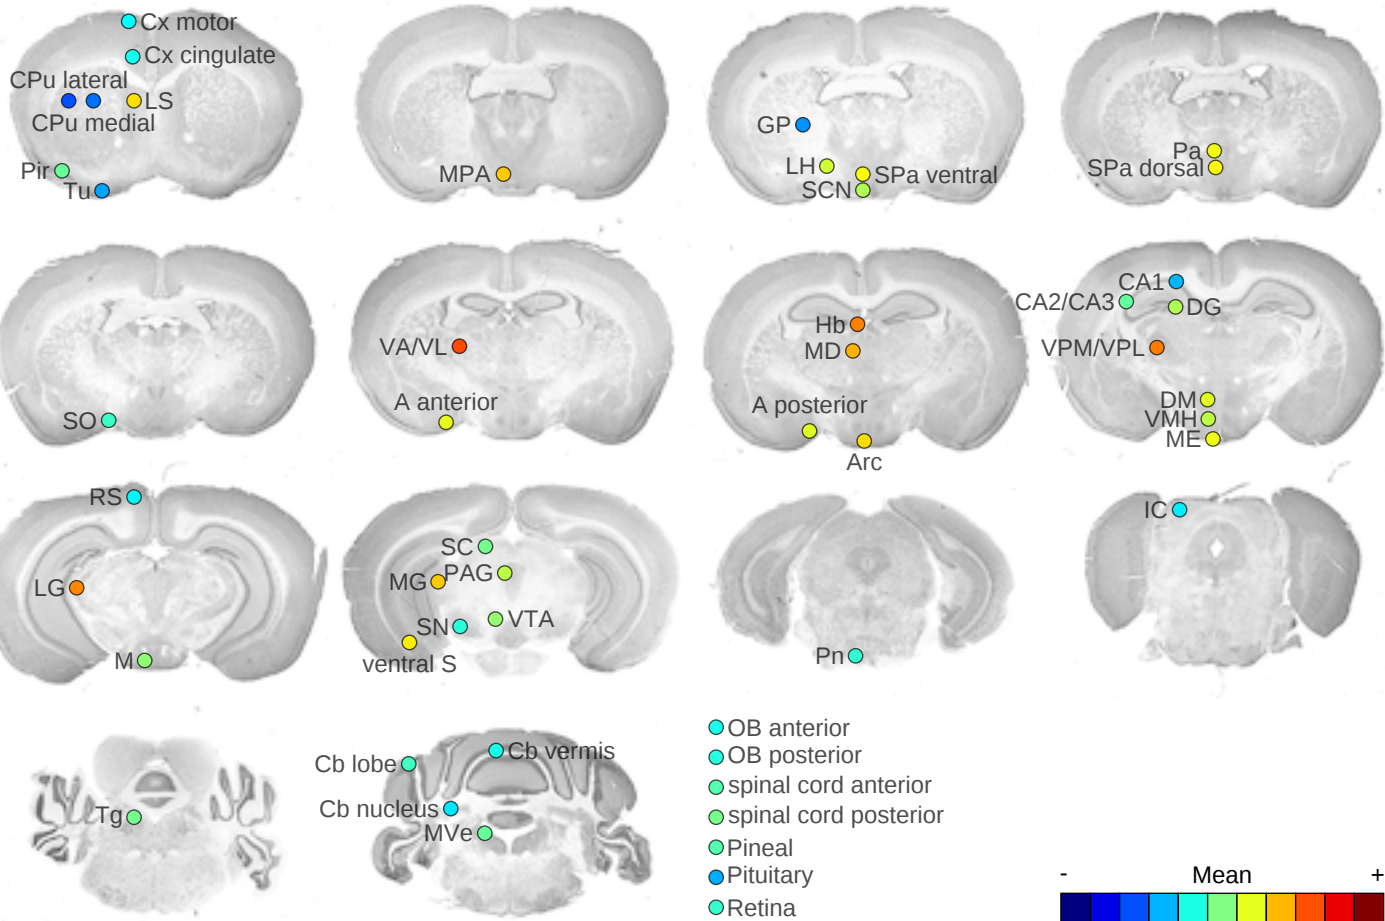 Cx motor
Cx cingulate
CPu lateral
LS
CPu medial
Pir
Tu
MPA
GP
LH
SPa ventral
SCN
Pa
SPa dorsal
SO
VA/VL
A anterior
Hb
MD
A posterior
Arc
CA1
CA2/CA3
DG
VPM/VPL
DM
VMH
ME
RS
LG
M
SC
PAG
MG
VTA
SN
ventral S
Pn
IC
Tg
Cb vermis
Cb lobe
Cb nucleus
MVe
OB anterior
OB posterior
spinal cord anterior
spinal cord posterior
Pineal
Pituitary
Retina
- Mean +